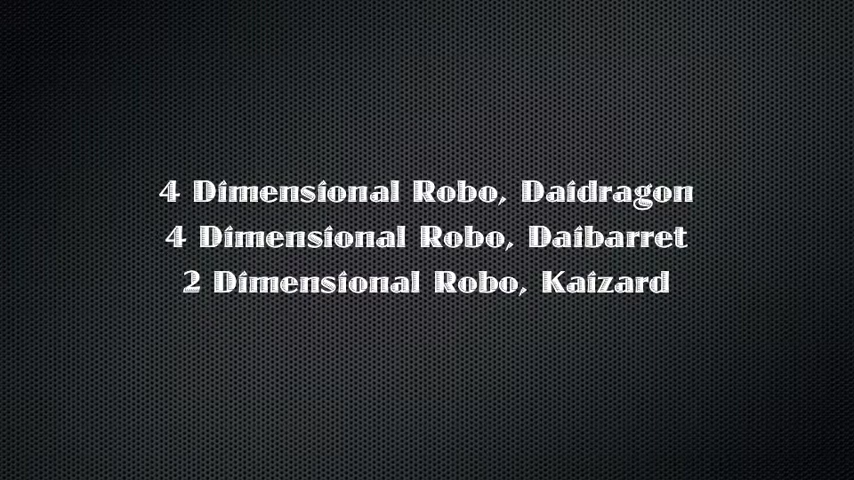 4 Dimensional Robo, Daidragon
4 Dimensional Robo, Daibarret
2 Dimensional Robo, Kaizard